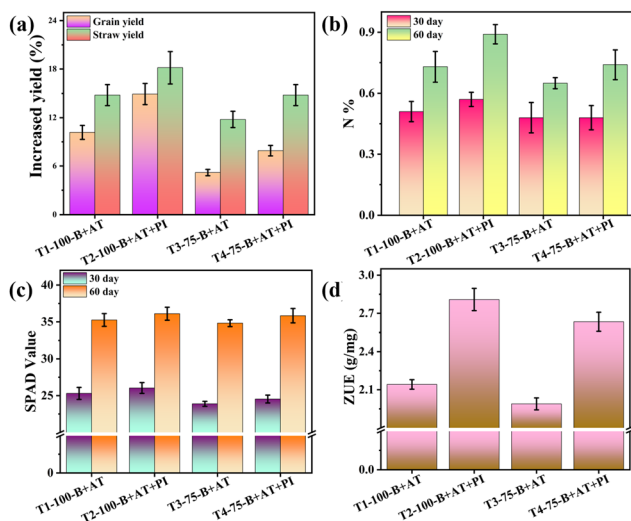 (a)
Grain yield
Straw yield
Increased yield (%)
24
18
12
6
0
T1-100-B+AT
T2-100-B+AT+PI
T3-75-B+AT
T4-75-B+AT+PI
(b)
30 day
60 day
N %
0.9
0.6
0.3
0.0
T1-100-B+AT
T2-100-B+AT+PI
T3-75-B+AT
T4-75-B+AT+PI
(c)
30 day
60 day
SPAD Value
40
35
30
25
0
T1-100-B+AT
T2-100-B+AT+PI
T3-75-B+AT
T4-75-B+AT+PI
(d)
ZUE (g/mg)
3.0
2.7
2.4
2.1
0.0
T1-100-B+AT
T2-100-B+AT+PI
T3-75-B+AT
T4-75-B+AT+PI